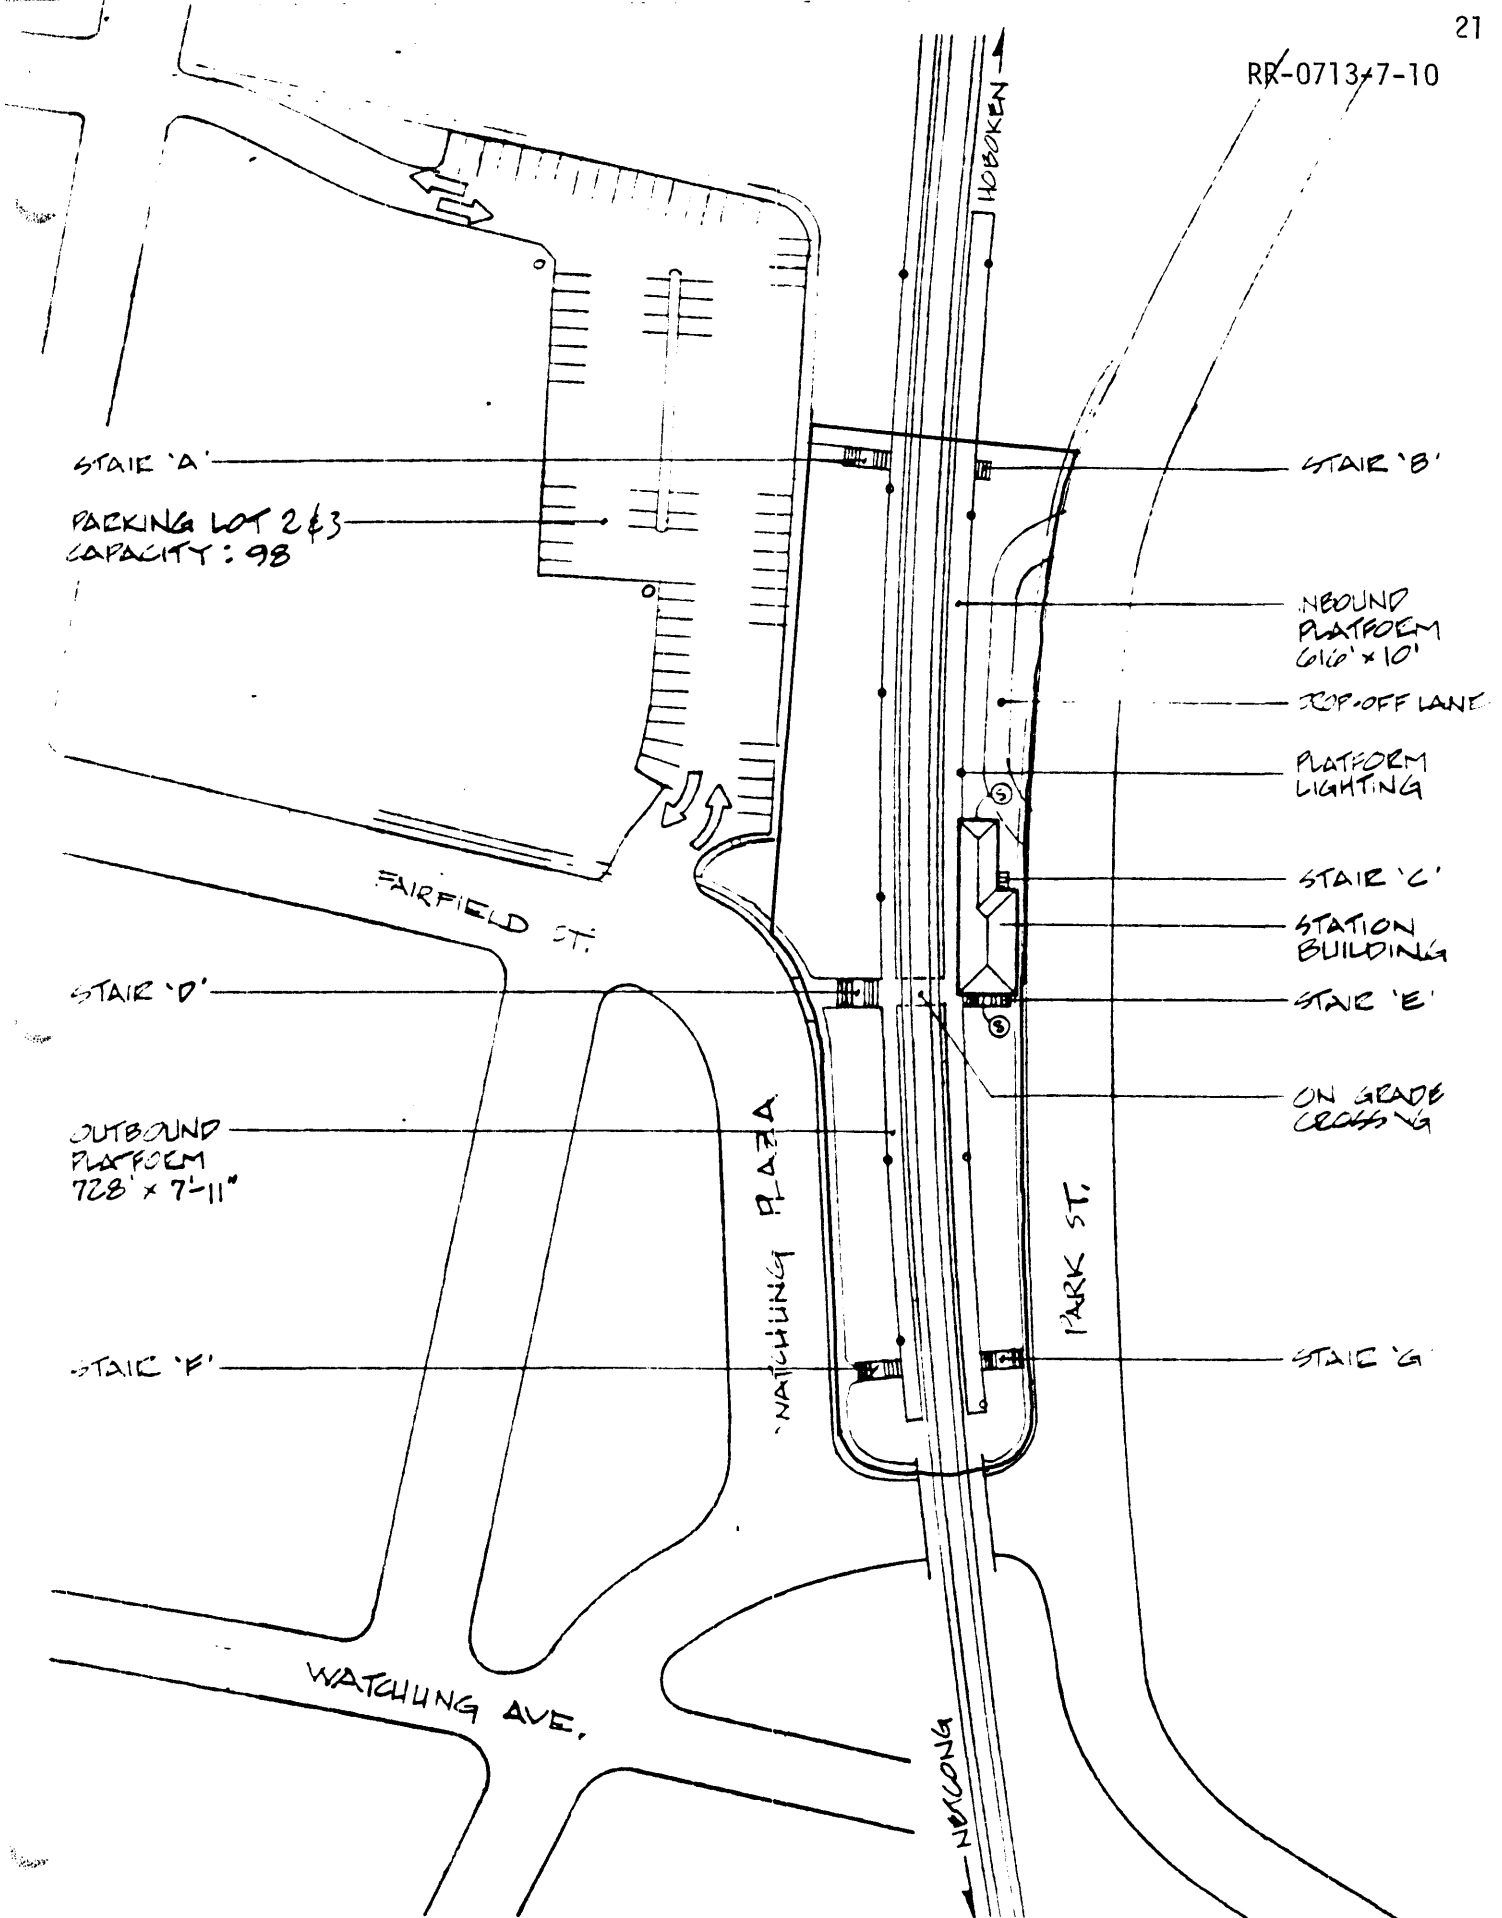 21
RR-0713-7-10
HOBOKEN
STAIR 'A'
STAIR 'B'
PARKING LOT 2 & 3
CAPACITY : 98
INBOUND
PLATFORM
616' x 10'
DROP-OFF LANE
PLATFORM
LIGHTING
S
STAIR 'C'
FAIRFIELD ST.
STATION
BUILDING
STAIR 'D'
STAIR 'E'
S
ON GRADE
CROSSING
OUTBOUND
PLATFORM
728' x 7'-11"
WATCHUNG PLAZA
PARK ST.
STAIR 'F'
STAIR 'G'
WATCHUNG AVE.
NETCONG